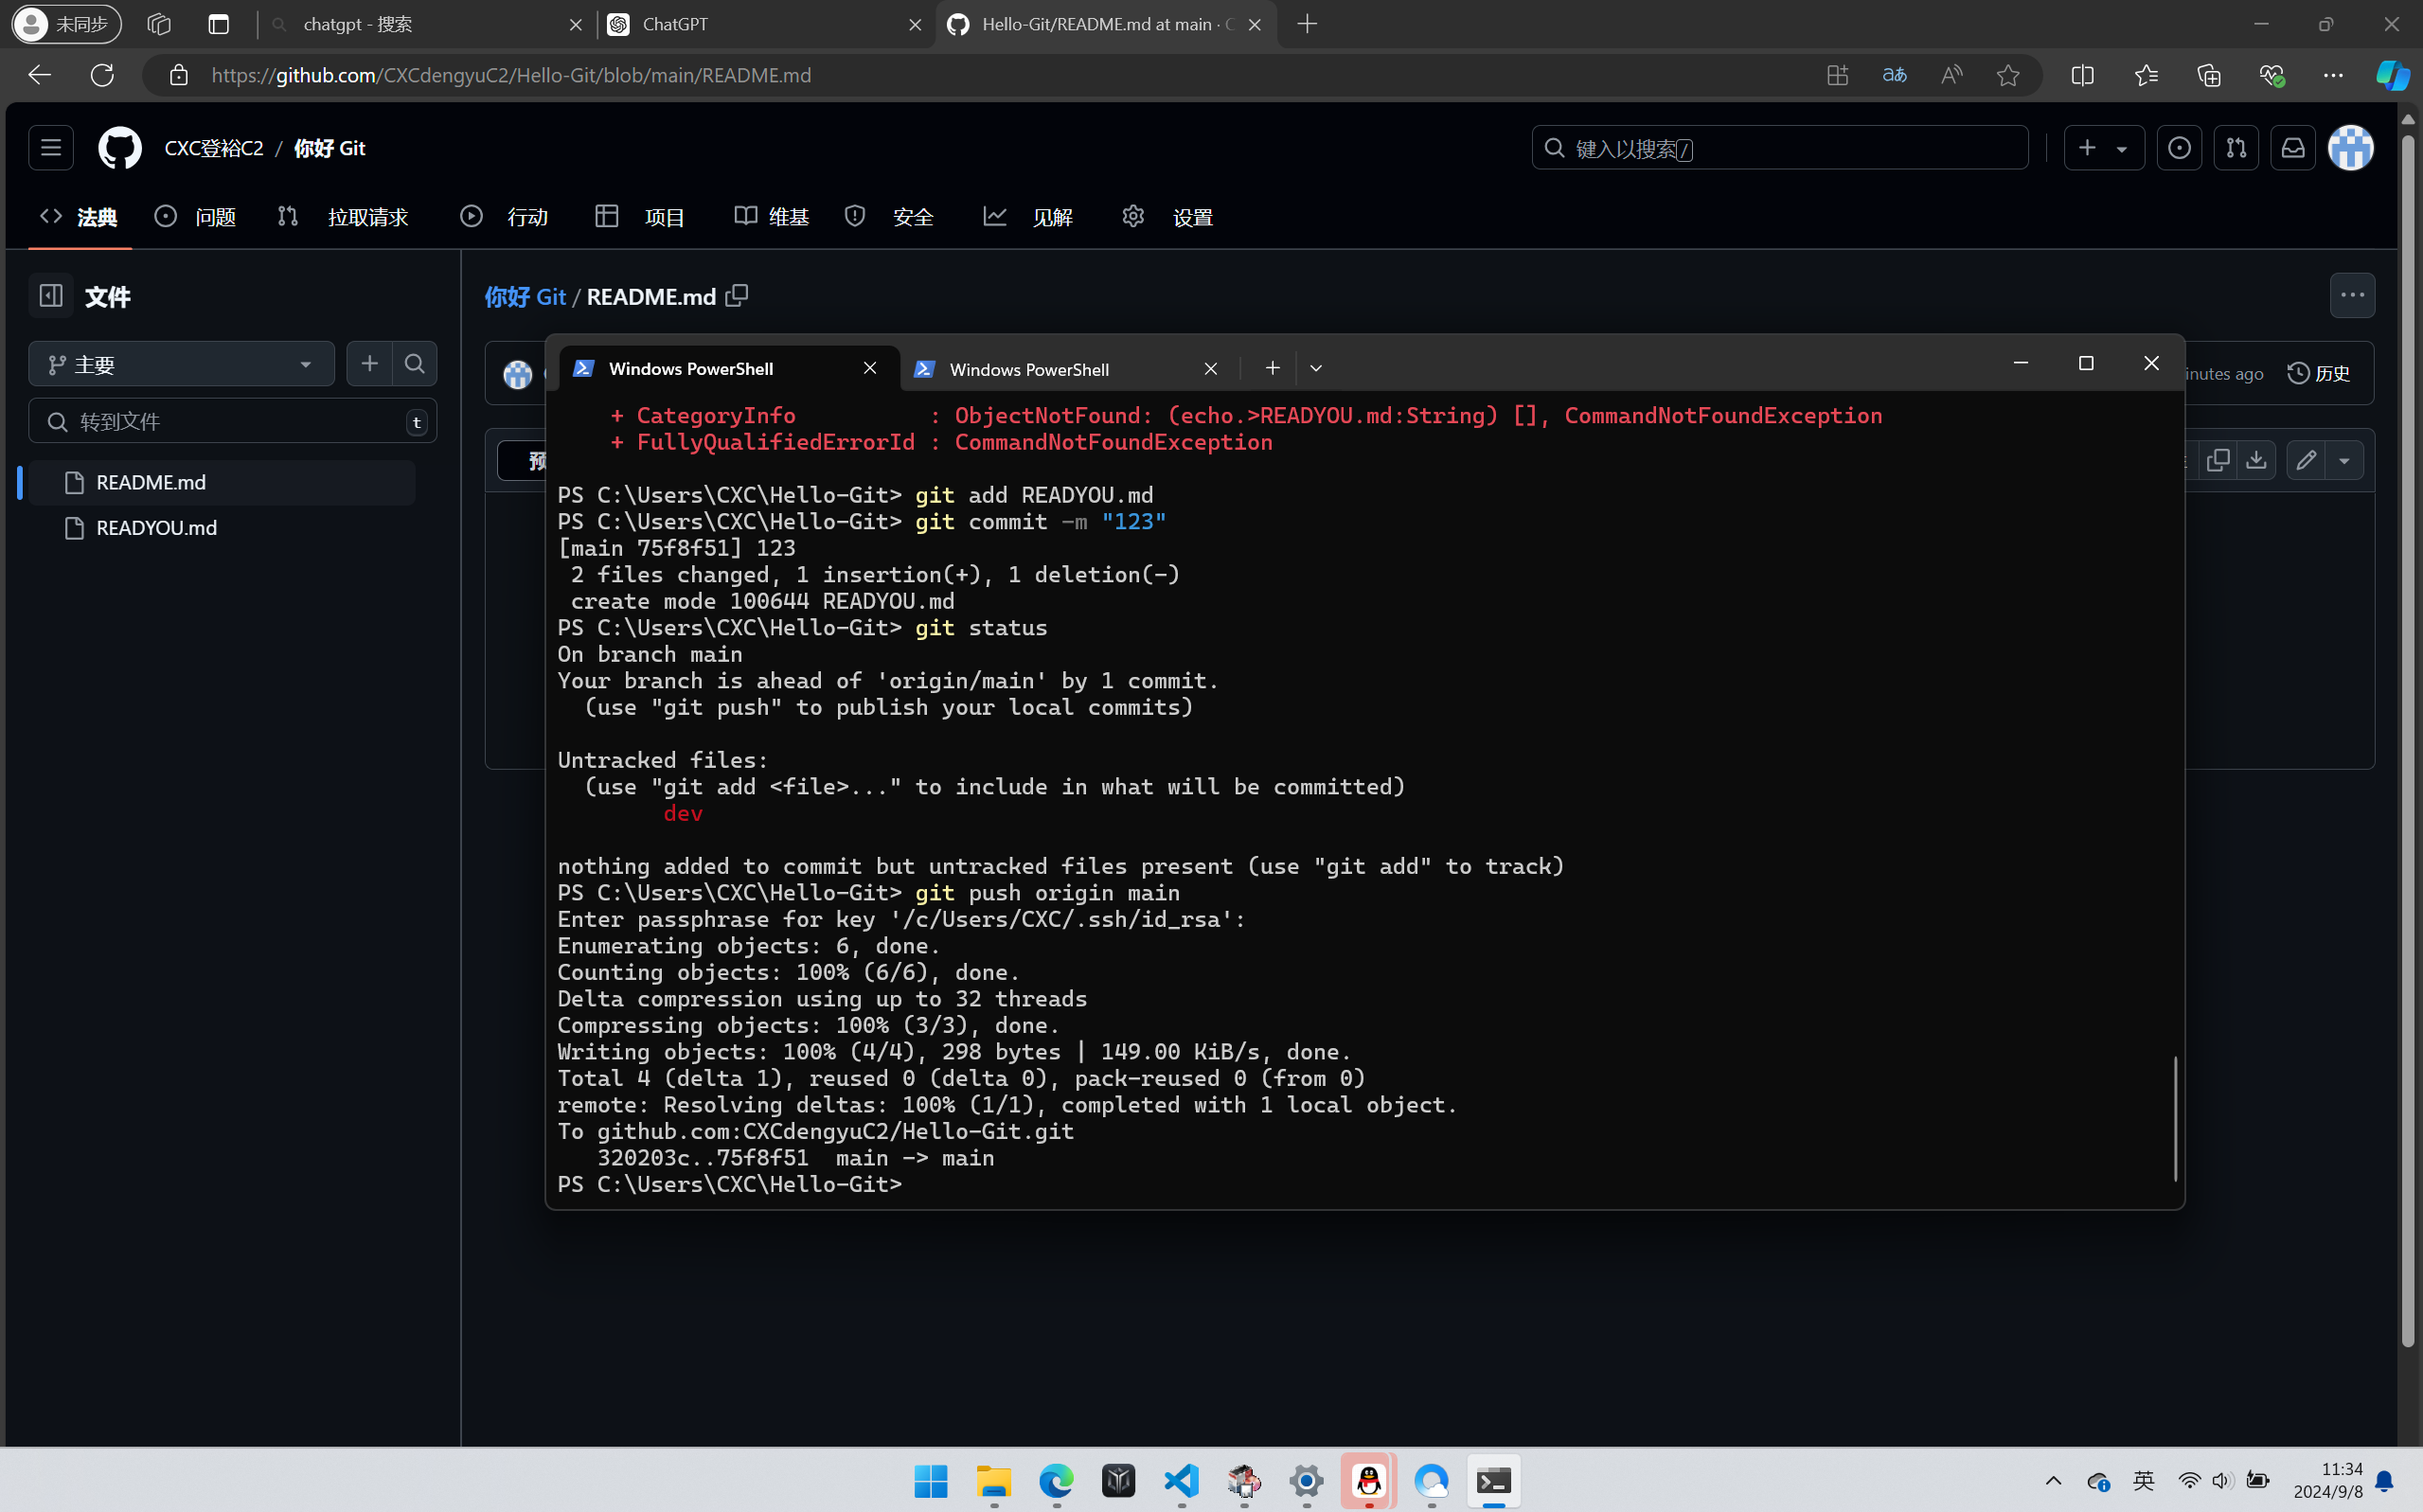 未同步
chatgpt - 搜索
ChatGPT
Hello-Git/README.md at main · C
https://github.com/CXCdengyuC2/Hello-Git/blob/main/README.md
CXC登裕C2 / 你好 Git
键入以搜索/
法典
问题
拉取请求
行动
项目
维基
安全
见解
设置
文件
你好 Git / README.md
主要
转到文件
t
README.md
READYOU.md
inutes ago
历史
预
Windows PowerShell
Windows PowerShell
+ CategoryInfo : ObjectNotFound: (echo.>READYOU.md:String) [], CommandNotFoundException
+ FullyQualifiedErrorId : CommandNotFoundException
PS C:\Users\CXC\Hello-Git> git add READYOU.md
PS C:\Users\CXC\Hello-Git> git commit -m "123"
[main 75f8f51] 123
2 files changed, 1 insertion(+), 1 deletion(-)
create mode 100644 READYOU.md
PS C:\Users\CXC\Hello-Git> git status
On branch main
Your branch is ahead of 'origin/main' by 1 commit.
(use "git push" to publish your local commits)
Untracked files:
(use "git add <file>..." to include in what will be committed)
dev
nothing added to commit but untracked files present (use "git add" to track)
PS C:\Users\CXC\Hello-Git> git push origin main
Enter passphrase for key '/c/Users/CXC/.ssh/id_rsa':
Enumerating objects: 6, done.
Counting objects: 100% (6/6), done.
Delta compression using up to 32 threads
Compressing objects: 100% (3/3), done.
Writing objects: 100% (4/4), 298 bytes | 149.00 KiB/s, done.
Total 4 (delta 1), reused 0 (delta 0), pack-reused 0 (from 0)
remote: Resolving deltas: 100% (1/1), completed with 1 local object.
To github.com:CXCdengyuC2/Hello-Git.git
320203c..75f8f51 main -> main
PS C:\Users\CXC\Hello-Git>
英
11:34
2024/9/8